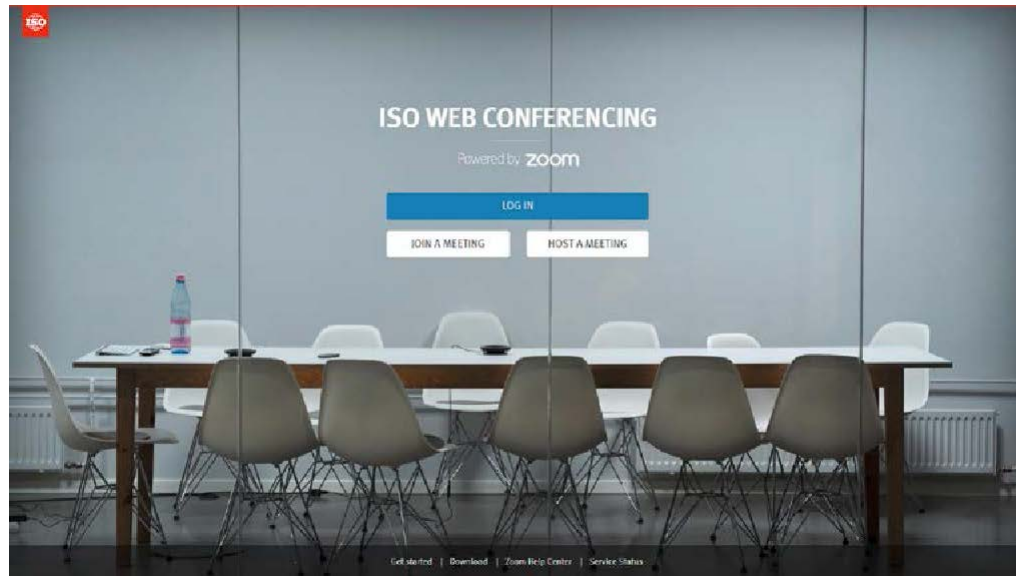 ISO
ISO WEB CONFERENCING
Powered by zoom
LOG IN
JOIN A MEETING HOST A MEETING
Get started | Download | Zoom Help Center | Service Status